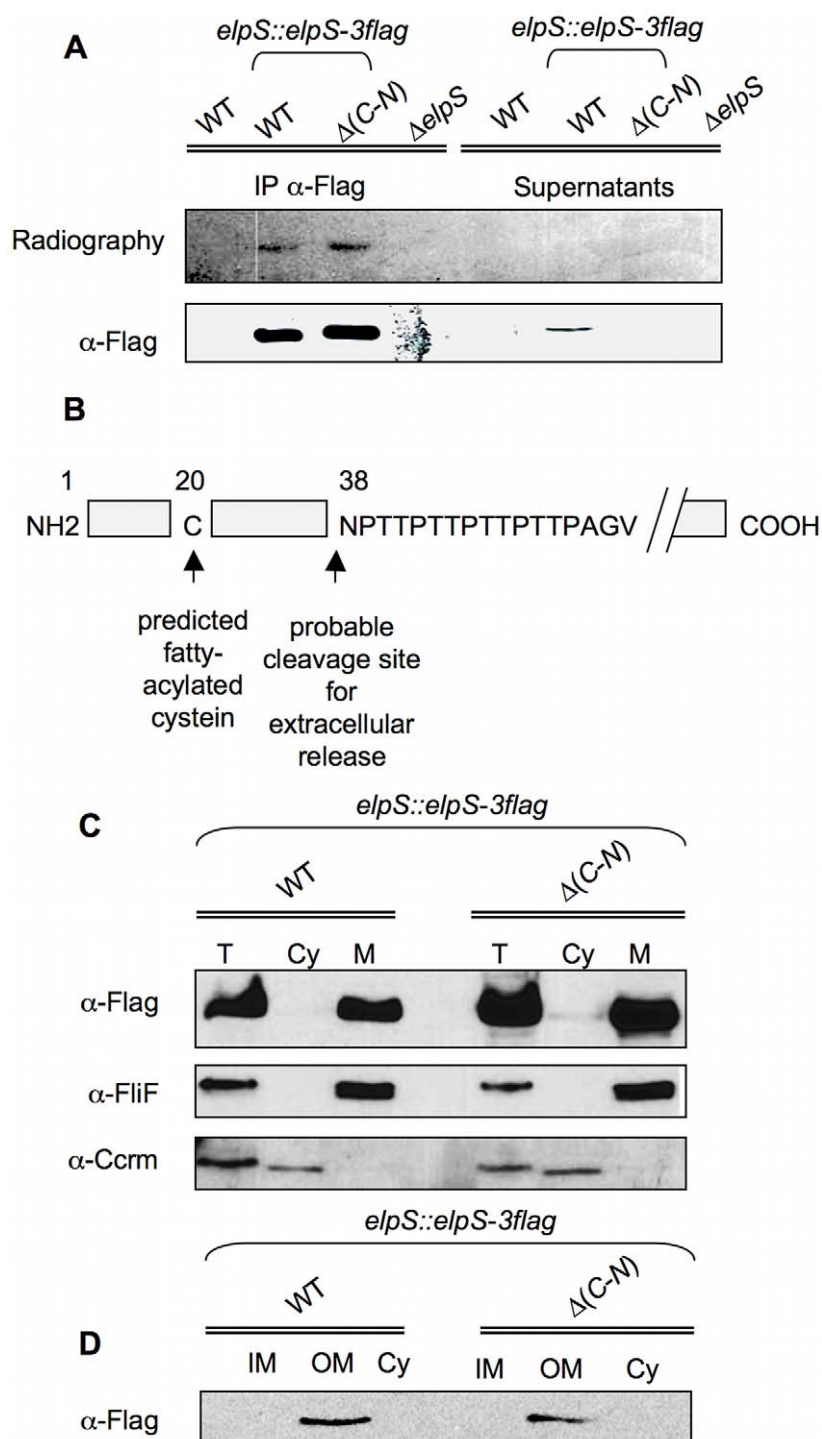 A
elpS::elpS-3flag
elpS::elpS-3flag
WT WT Δ(C-N) ΔelpS WT WT Δ(C-N) ΔelpS
IP α-Flag Supernatants
Radiography
α-Flag
B
1 20 38
NH2 C NPTTPTTPTTPTTPAGV COOH
predicted
fatty-
acylated
cystein
probable
cleavage site
for
extracellular
release
C
elpS::elpS-3flag
WT Δ(C-N)
T Cy M T Cy M
α-Flag
α-FliF
α-Ccrm
elpS::elpS-3flag
WT Δ(C-N)
D
IM OM Cy IM OM Cy
α-Flag